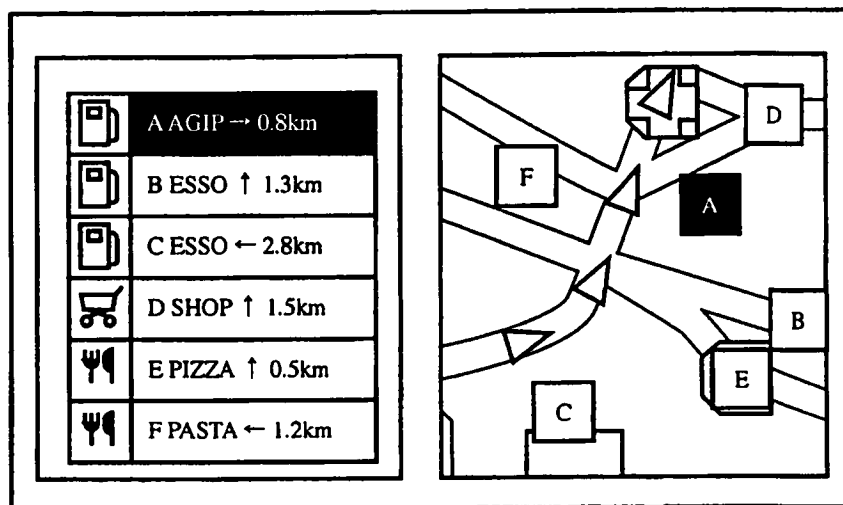 A AGIP → 0.8km
B ESSO ↑ 1.3km
C ESSO ← 2.8km
D SHOP ↑ 1.5km
E PIZZA ↑ 0.5km
F PASTA ← 1.2km
D
F
A
B
E
C